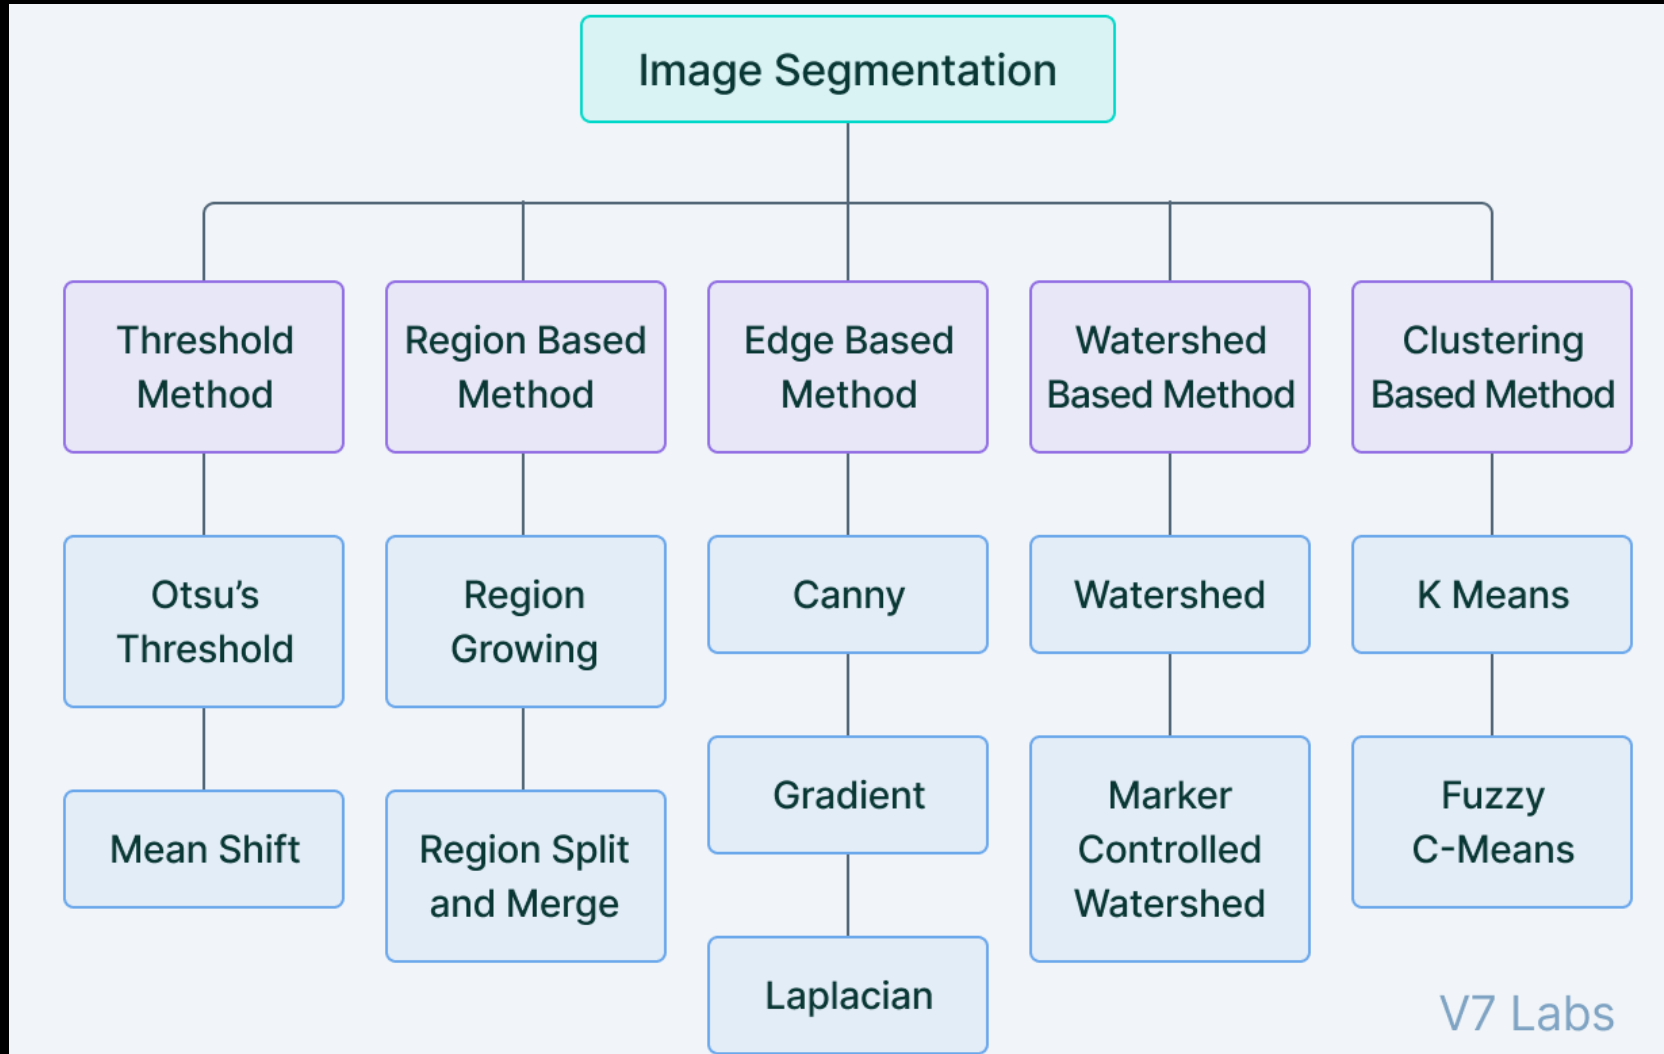 Image Segmentation
Threshold
Method
Region Based
Method
Edge Based
Method
Watershed
Based Method
Clustering
Based Method
Otsu’s
Threshold
Region
Growing
Canny
Watershed
K Means
Mean Shift
Region Split
and Merge
Gradient
Marker
Controlled
Watershed
Fuzzy
C-Means
Laplacian
V7 Labs